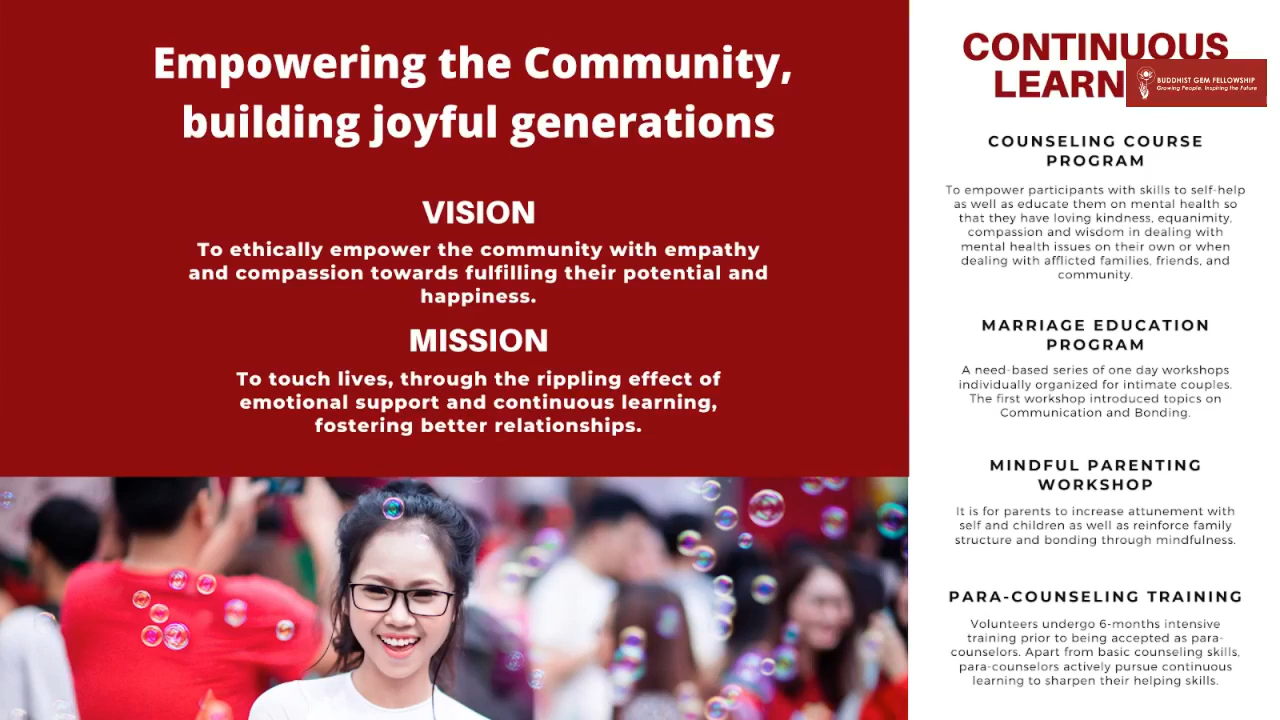 Empowering the Community,
building joyful generations
VISION
To ethically empower the community with empathy
and compassion towards fulfilling their potential and
happiness.
MISSION
To touch lives, through the rippling effect of
emotional support and continuous learning,
fostering better relationships.
CONTINUOUS
LEARN
BUDDHIST GEM FELLOWSHIP
Growing People. Inspiring the Future
COUNSELING COURSE
PROGRAM
To empower participants with skills to self-help
as well as educate them on mental health so
that they have loving kindness, equanimity,
compassion and wisdom in dealing with
mental health issues on their own or when
dealing with afflicted families, friends, and
community.
MARRIAGE EDUCATION
PROGRAM
A need-based series of one day workshops
individually organized for intimate couples.
The first workshop introduced topics on
Communication and Bonding.
MINDFUL PARENTING
WORKSHOP
It is for parents to increase attunement with
self and children as well as reinforce family
structure and bonding through mindfulness.
PARA-COUNSELING TRAINING
Volunteers undergo 6-months intensive
training prior to being accepted as para-
counselors. Apart from basic counseling skills,
para-counselors actively pursue continuous
learning to sharpen their helping skills.